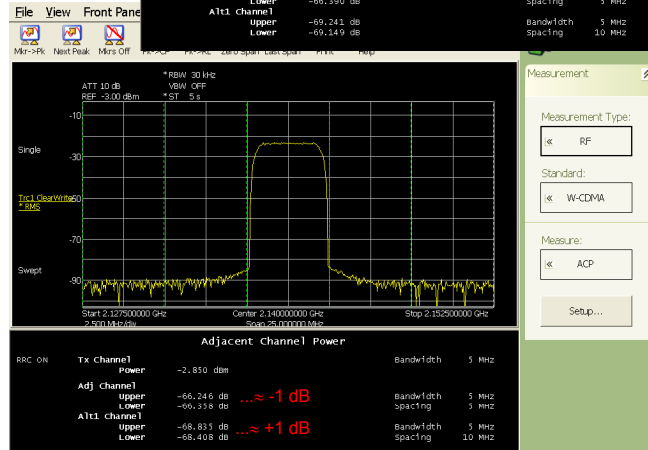 Lower -66.390 dB Spacing 5 MHz
Alt1 Channel
Upper -69.241 dB Bandwidth 5 MHz
Lower -69.149 dB Spacing 10 MHz
File View Front Pane
Mkr->Pk Next Peak Mkrs Off Pk->CF Pk->RL Zero Span Last Span Print Help
* RBW 30 kHz
ATT 10 dB VBW OFF
REF -3.00 dBm * ST 5 s
-10
Single
-30
Trc1 ClearWrite -50
* RMS
-70
Swept
-90
Start 2.127500000 GHz Center 2.140000000 GHz Stop 2.152500000 GHz
2.500 MHz/div Span 25.000000 MHz
Measurement
Measurement Type:
RF
Standard:
W-CDMA
Measure:
ACP
Setup...
Adjacent Channel Power
RRC ON Tx Channel Bandwidth 5 MHz
Power -2.850 dBm
Adj Channel
Upper -66.246 dB Bandwidth 5 MHz
...≈ -1 dB
Lower -66.358 dB Spacing 5 MHz
Alt1 Channel
Upper -68.835 dB Bandwidth 5 MHz
...≈ +1 dB
Lower -68.408 dB Spacing 10 MHz